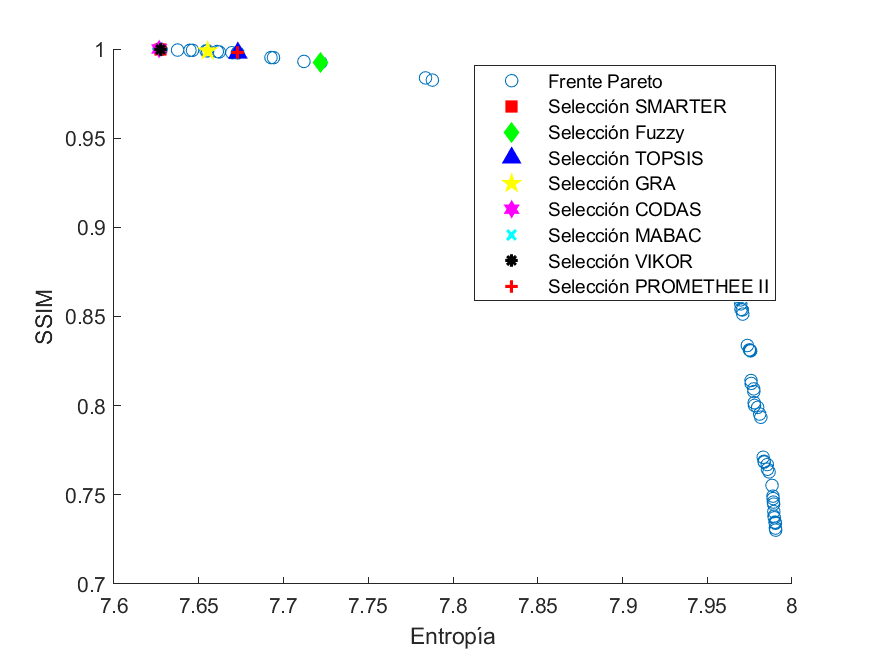 1
0.95
0.9
0.85
0.8
0.75
0.7
SSIM
7.6 7.65 7.7 7.75 7.8 7.85 7.9 7.95 8
Entropía
Frente Pareto
Selección SMARTER
Selección Fuzzy
Selección TOPSIS
Selección GRA
Selección CODAS
Selección MABAC
Selección VIKOR
Selección PROMETHEE II